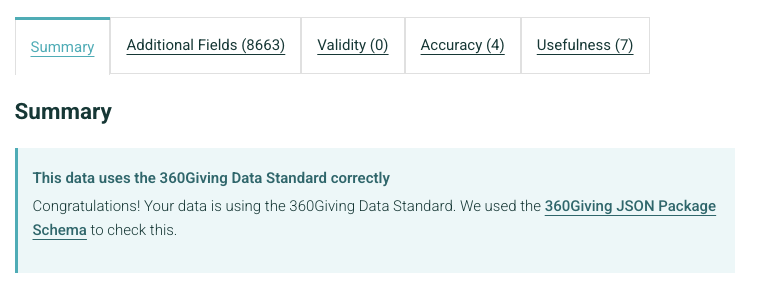 Summary
Additional Fields (8663)
Validity (0)
Accuracy (4)
Usefulness (7)
Summary
This data uses the 360Giving Data Standard correctly
Congratulations! Your data is using the 360Giving Data Standard. We used the 360Giving JSON Package
Schema to check this.